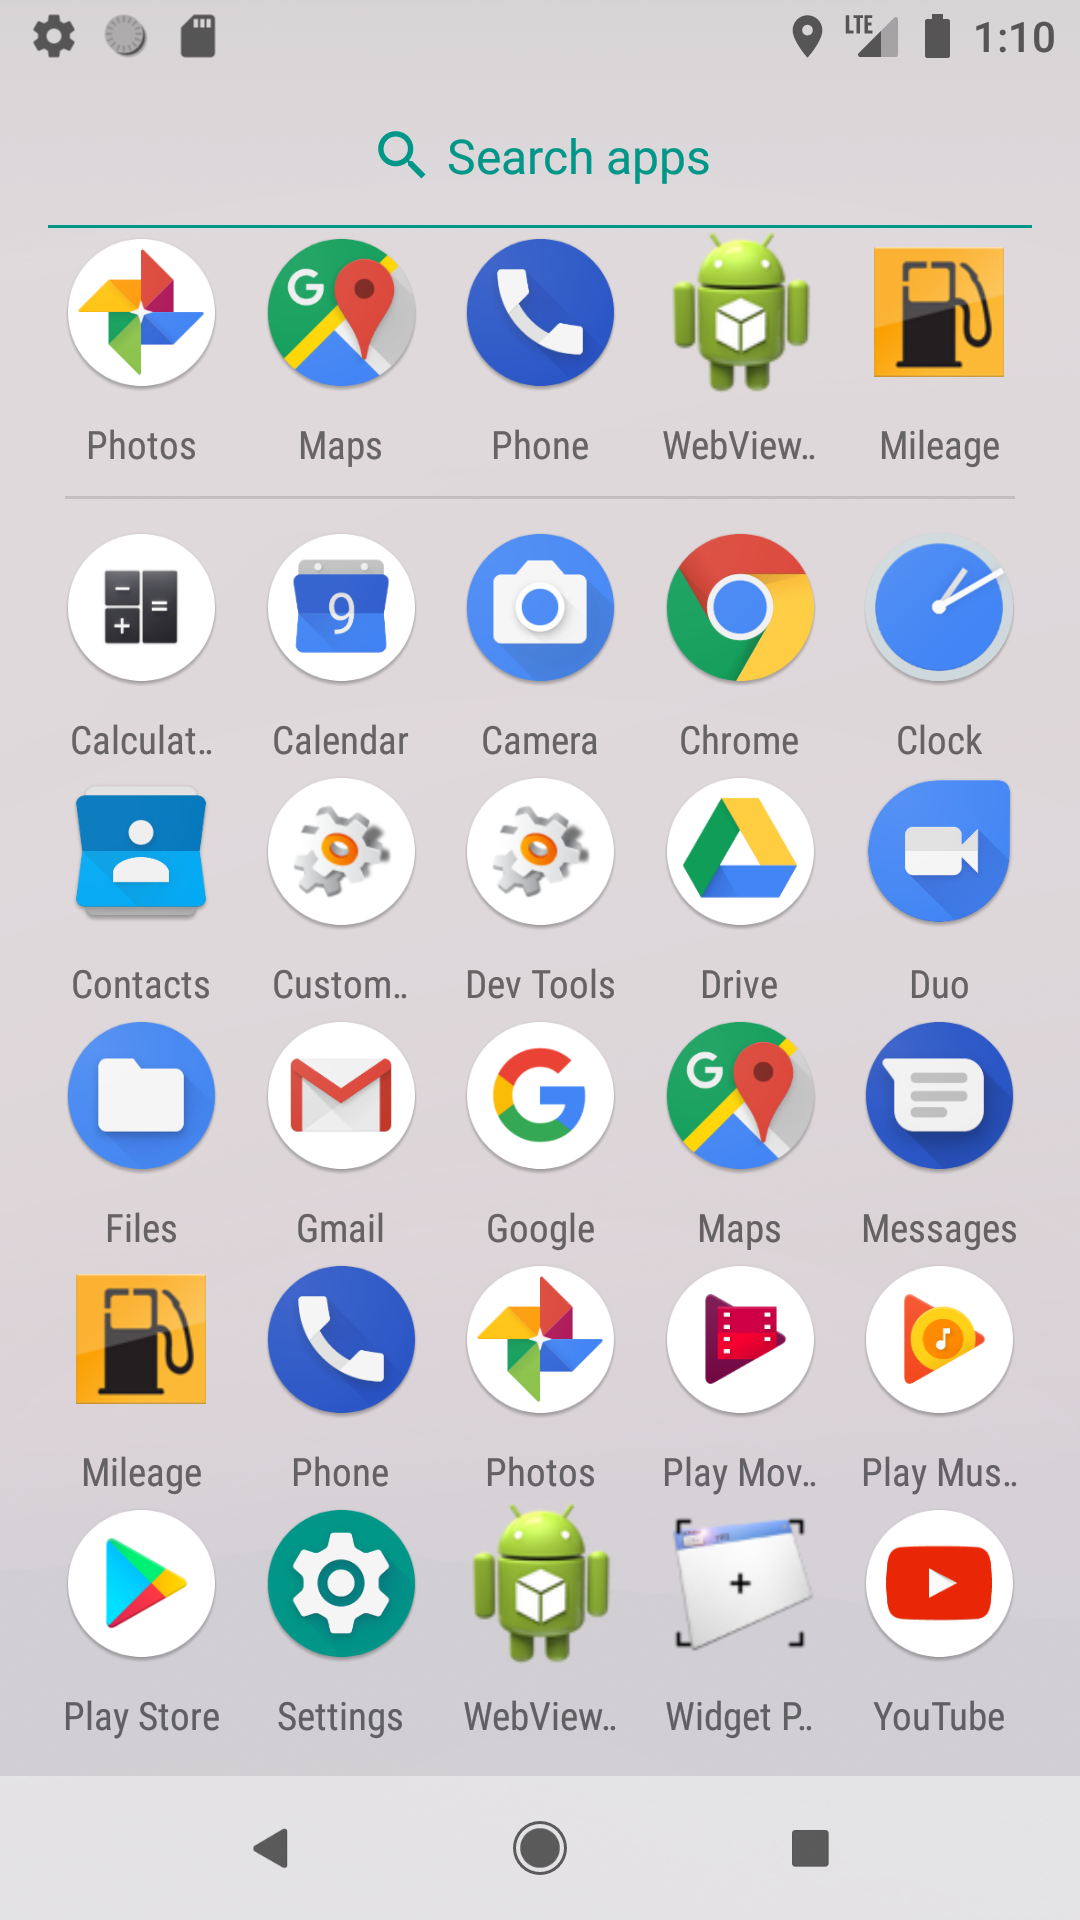 LTE 1:10
Search apps
Photos Maps Phone WebView.. Mileage
Calculat.. Calendar Camera Chrome Clock
Contacts Custom.. Dev Tools Drive Duo
Files Gmail Google Maps Messages
Mileage Phone Photos Play Mov.. Play Mus..
Play Store Settings WebView.. Widget P.. YouTube